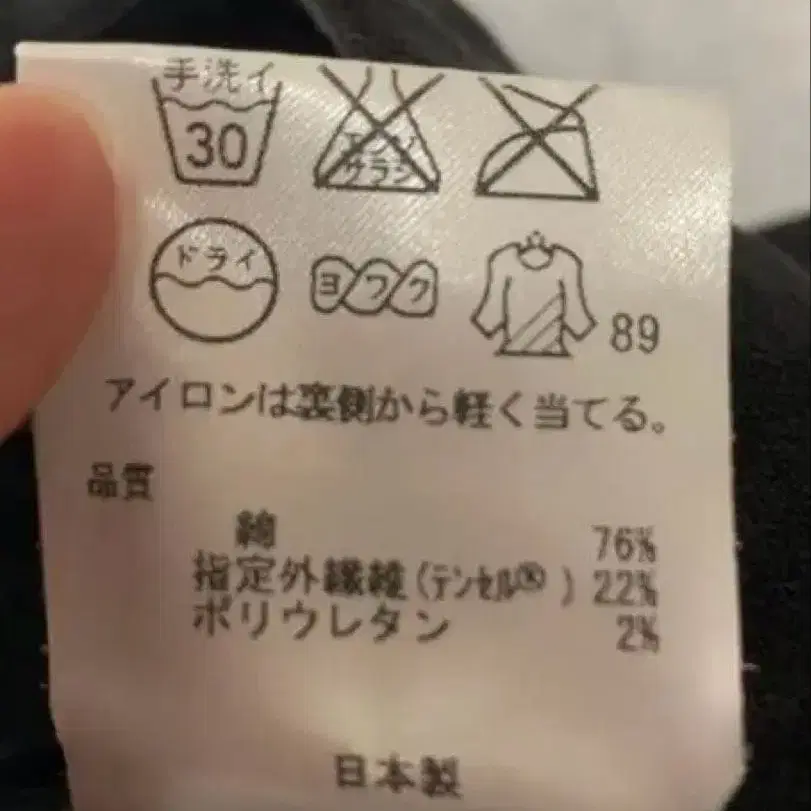 手洗イ
30
エンソ
サラシ
ドライ
ヨワク
89
アイロンは裏側から軽く当てる。
品質
綿 76%
指定外繊維(テンセル®) 22%
ポリウレタン 2%
日本製